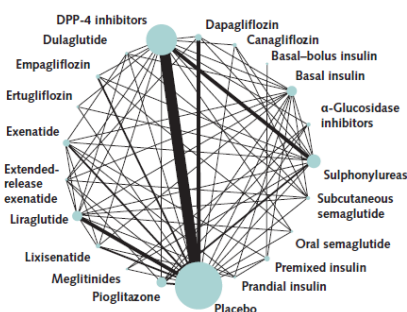 DPP-4 inhibitors
Dapagliflozin
Dulaglutide
Canagliflozin
Basal–bolus insulin
Empagliflozin
Basal insulin
Ertugliflozin
α-Glucosidase
inhibitors
Exenatide
Extended-
release
exenatide
Sulphonylureas
Subcutaneous
semaglutide
Liraglutide
Oral semaglutide
Lixisenatide
Premixed insulin
Meglitinides
Prandial insulin
Pioglitazone
Placebo